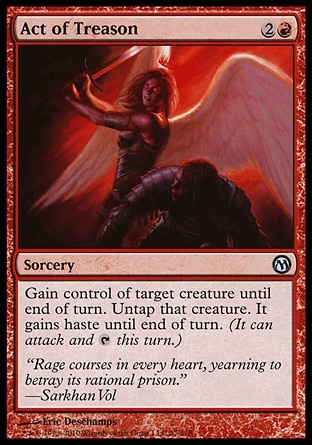 Act of Treason 2
Sorcery
Gain control of target creature until
end of turn. Untap that creature. It
gains haste until end of turn. (It can
attack and this turn.)
"Rage courses in every heart, yearning to
betray its rational prison."
—Sarkhan Vol
Eric Deschamps